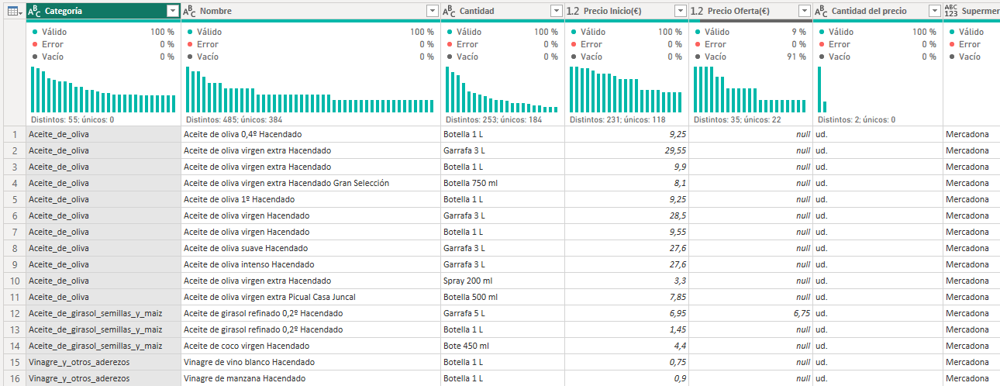 ABC Categoría ABC Nombre ABC Cantidad 1.2 Precio Inicio(€) 1.2 Precio Oferta(€) ABC Cantidad del precio ABC 123 Supermer
Válido 100 % Válido 100 % Válido 100 % Válido 100 % Válido 9 % Válido 100 % Válido
Error 0 % Error 0 % Error 0 % Error 0 % Error 0 % Error 0 % Error
Vacío 0 % Vacío 0 % Vacío 0 % Vacío 0 % Vacío 91 % Vacío 0 % Vacío
Distintos: 55; únicos: 0 Distintos: 485; únicos: 384 Distintos: 253; únicos: 184 Distintos: 231; únicos: 118 Distintos: 35; únicos: 22 Distintos: 2; únicos: 0
1 Aceite_de_oliva Aceite de oliva 0,4º Hacendado Botella 1 L 9,25 null ud. Mercadona
2 Aceite_de_oliva Aceite de oliva virgen extra Hacendado Garrafa 3 L 29,55 null ud. Mercadona
3 Aceite_de_oliva Aceite de oliva virgen extra Hacendado Botella 1 L 9,9 null ud. Mercadona
4 Aceite_de_oliva Aceite de oliva virgen extra Hacendado Gran Selección Botella 750 ml 8,1 null ud. Mercadona
5 Aceite_de_oliva Aceite de oliva 1º Hacendado Botella 1 L 9,25 null ud. Mercadona
6 Aceite_de_oliva Aceite de oliva virgen Hacendado Garrafa 3 L 28,5 null ud. Mercadona
7 Aceite_de_oliva Aceite de oliva virgen Hacendado Botella 1 L 9,55 null ud. Mercadona
8 Aceite_de_oliva Aceite de oliva suave Hacendado Garrafa 3 L 27,6 null ud. Mercadona
9 Aceite_de_oliva Aceite de oliva intenso Hacendado Garrafa 3 L 27,6 null ud. Mercadona
10 Aceite_de_oliva Aceite de oliva virgen extra Hacendado Spray 200 ml 3,3 null ud. Mercadona
11 Aceite_de_oliva Aceite de oliva virgen extra Picual Casa Juncal Botella 500 ml 7,85 null ud. Mercadona
12 Aceite_de_girasol_semillas_y_maiz Aceite de girasol refinado 0,2º Hacendado Garrafa 5 L 6,95 6,75 ud. Mercadona
13 Aceite_de_girasol_semillas_y_maiz Aceite de girasol refinado 0,2º Hacendado Botella 1 L 1,45 null ud. Mercadona
14 Aceite_de_girasol_semillas_y_maiz Aceite de coco virgen Hacendado Bote 450 ml 4,4 null ud. Mercadona
15 Vinagre_y_otros_aderezos Vinagre de vino blanco Hacendado Botella 1 L 0,75 null ud. Mercadona
16 Vinagre_y_otros_aderezos Vinagre de manzana Hacendado Botella 1 L 0,9 null ud. Mercadona